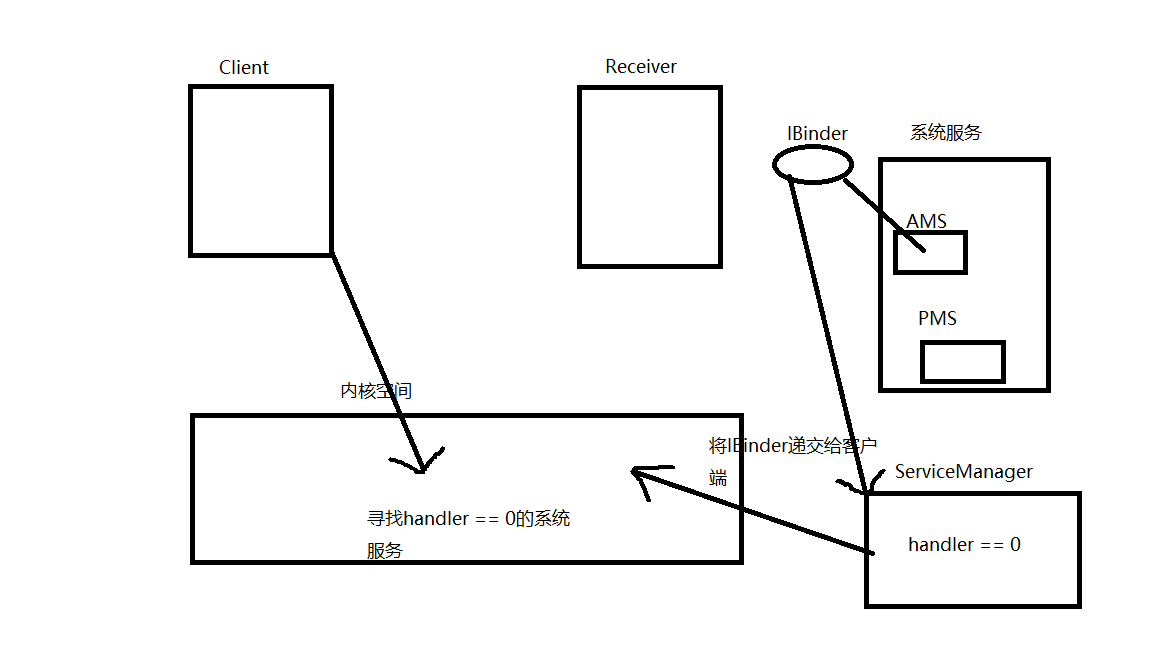 Client
Receiver
IBinder
系统服务
AMS
PMS
内核空间
将IBinder递交给客户
端
ServiceManager
寻找handler == 0的系统
服务
handler == 0